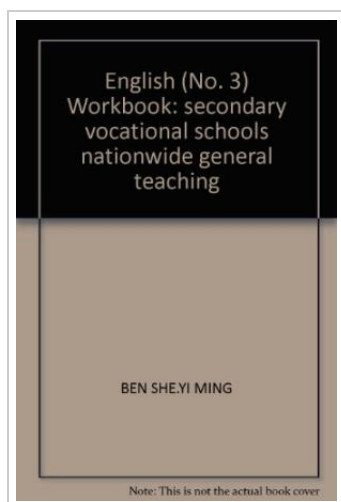 English (No. 3)
Workbook: secondary
vocational schools
nationwide general
teaching
BEN SHE.YI MING
Note: This is not the actual book cover